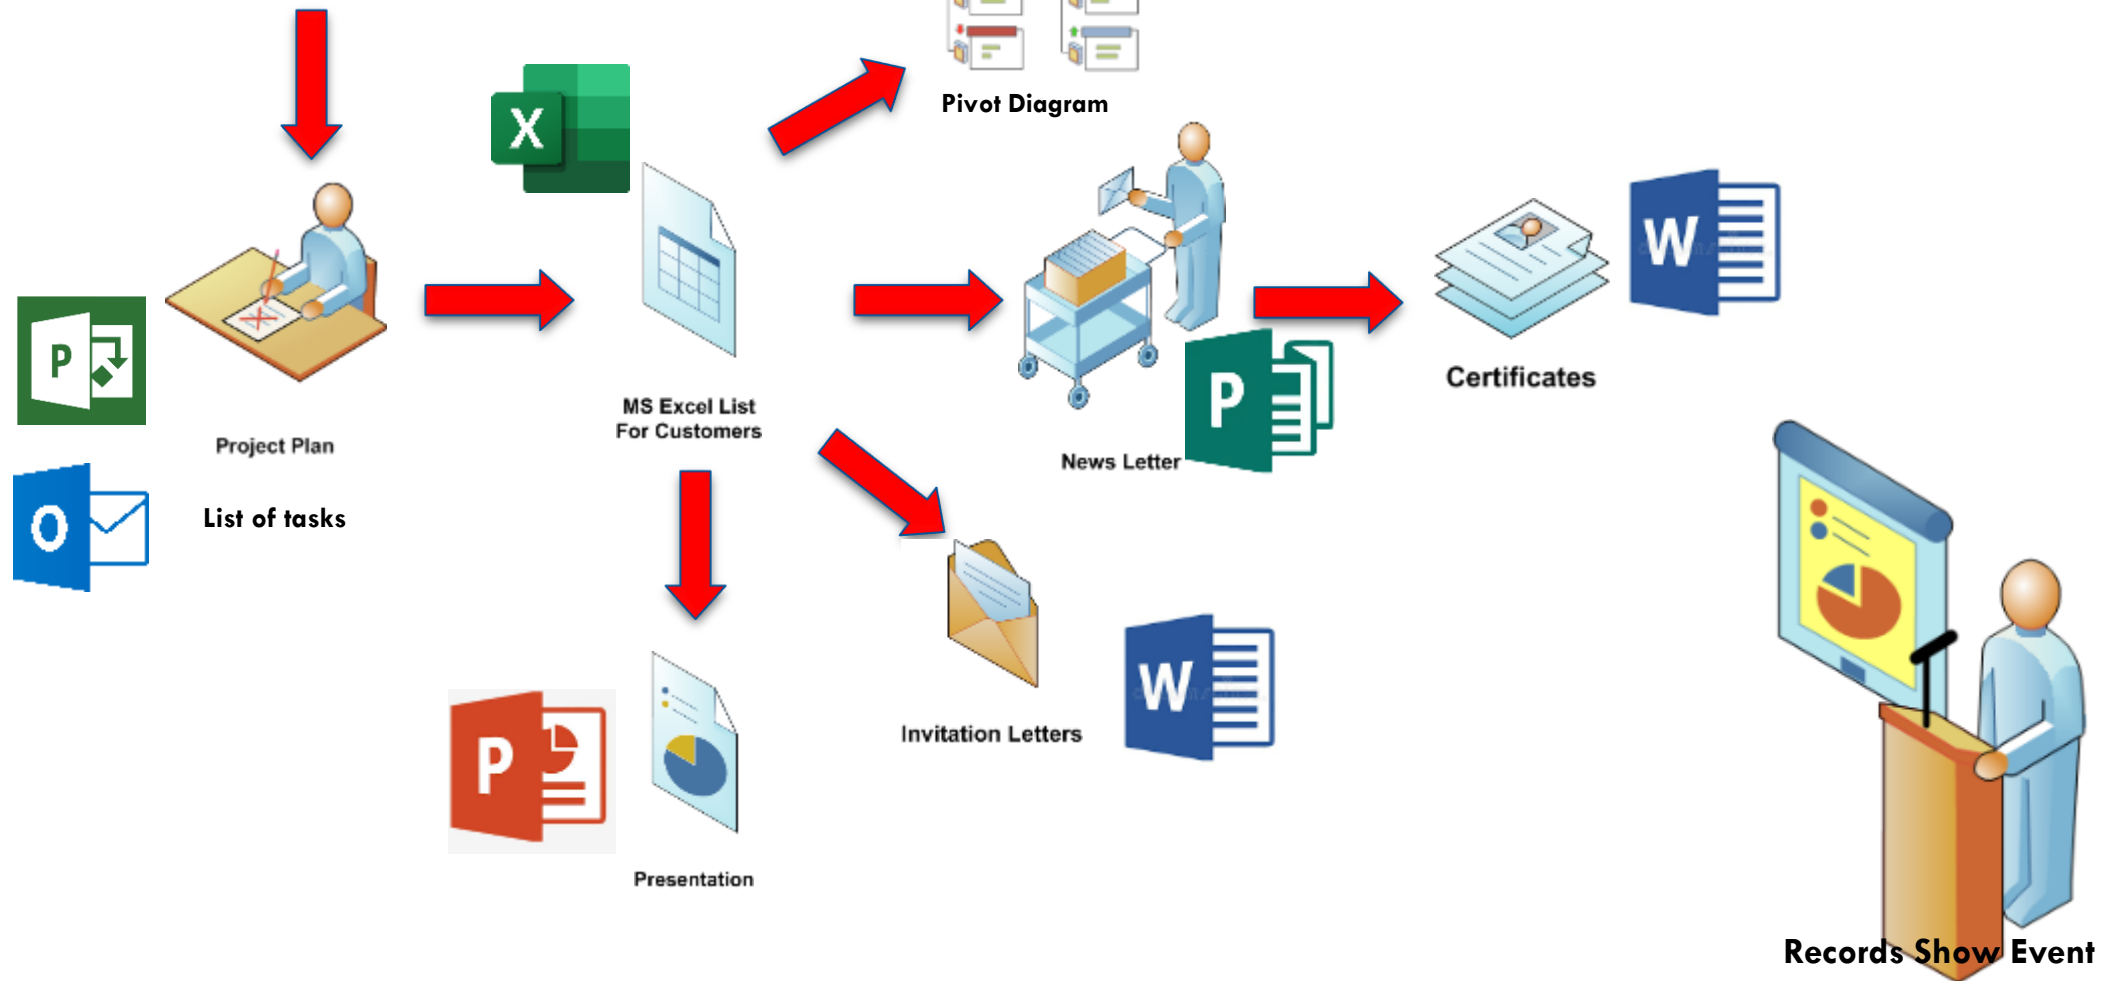 Pivot Diagram
X
W
P
MS Excel List
For Customers
Certificates
P
Project Plan
News Letter
O
List of tasks
W
Invitation Letters
P
Presentation
Records Show Event